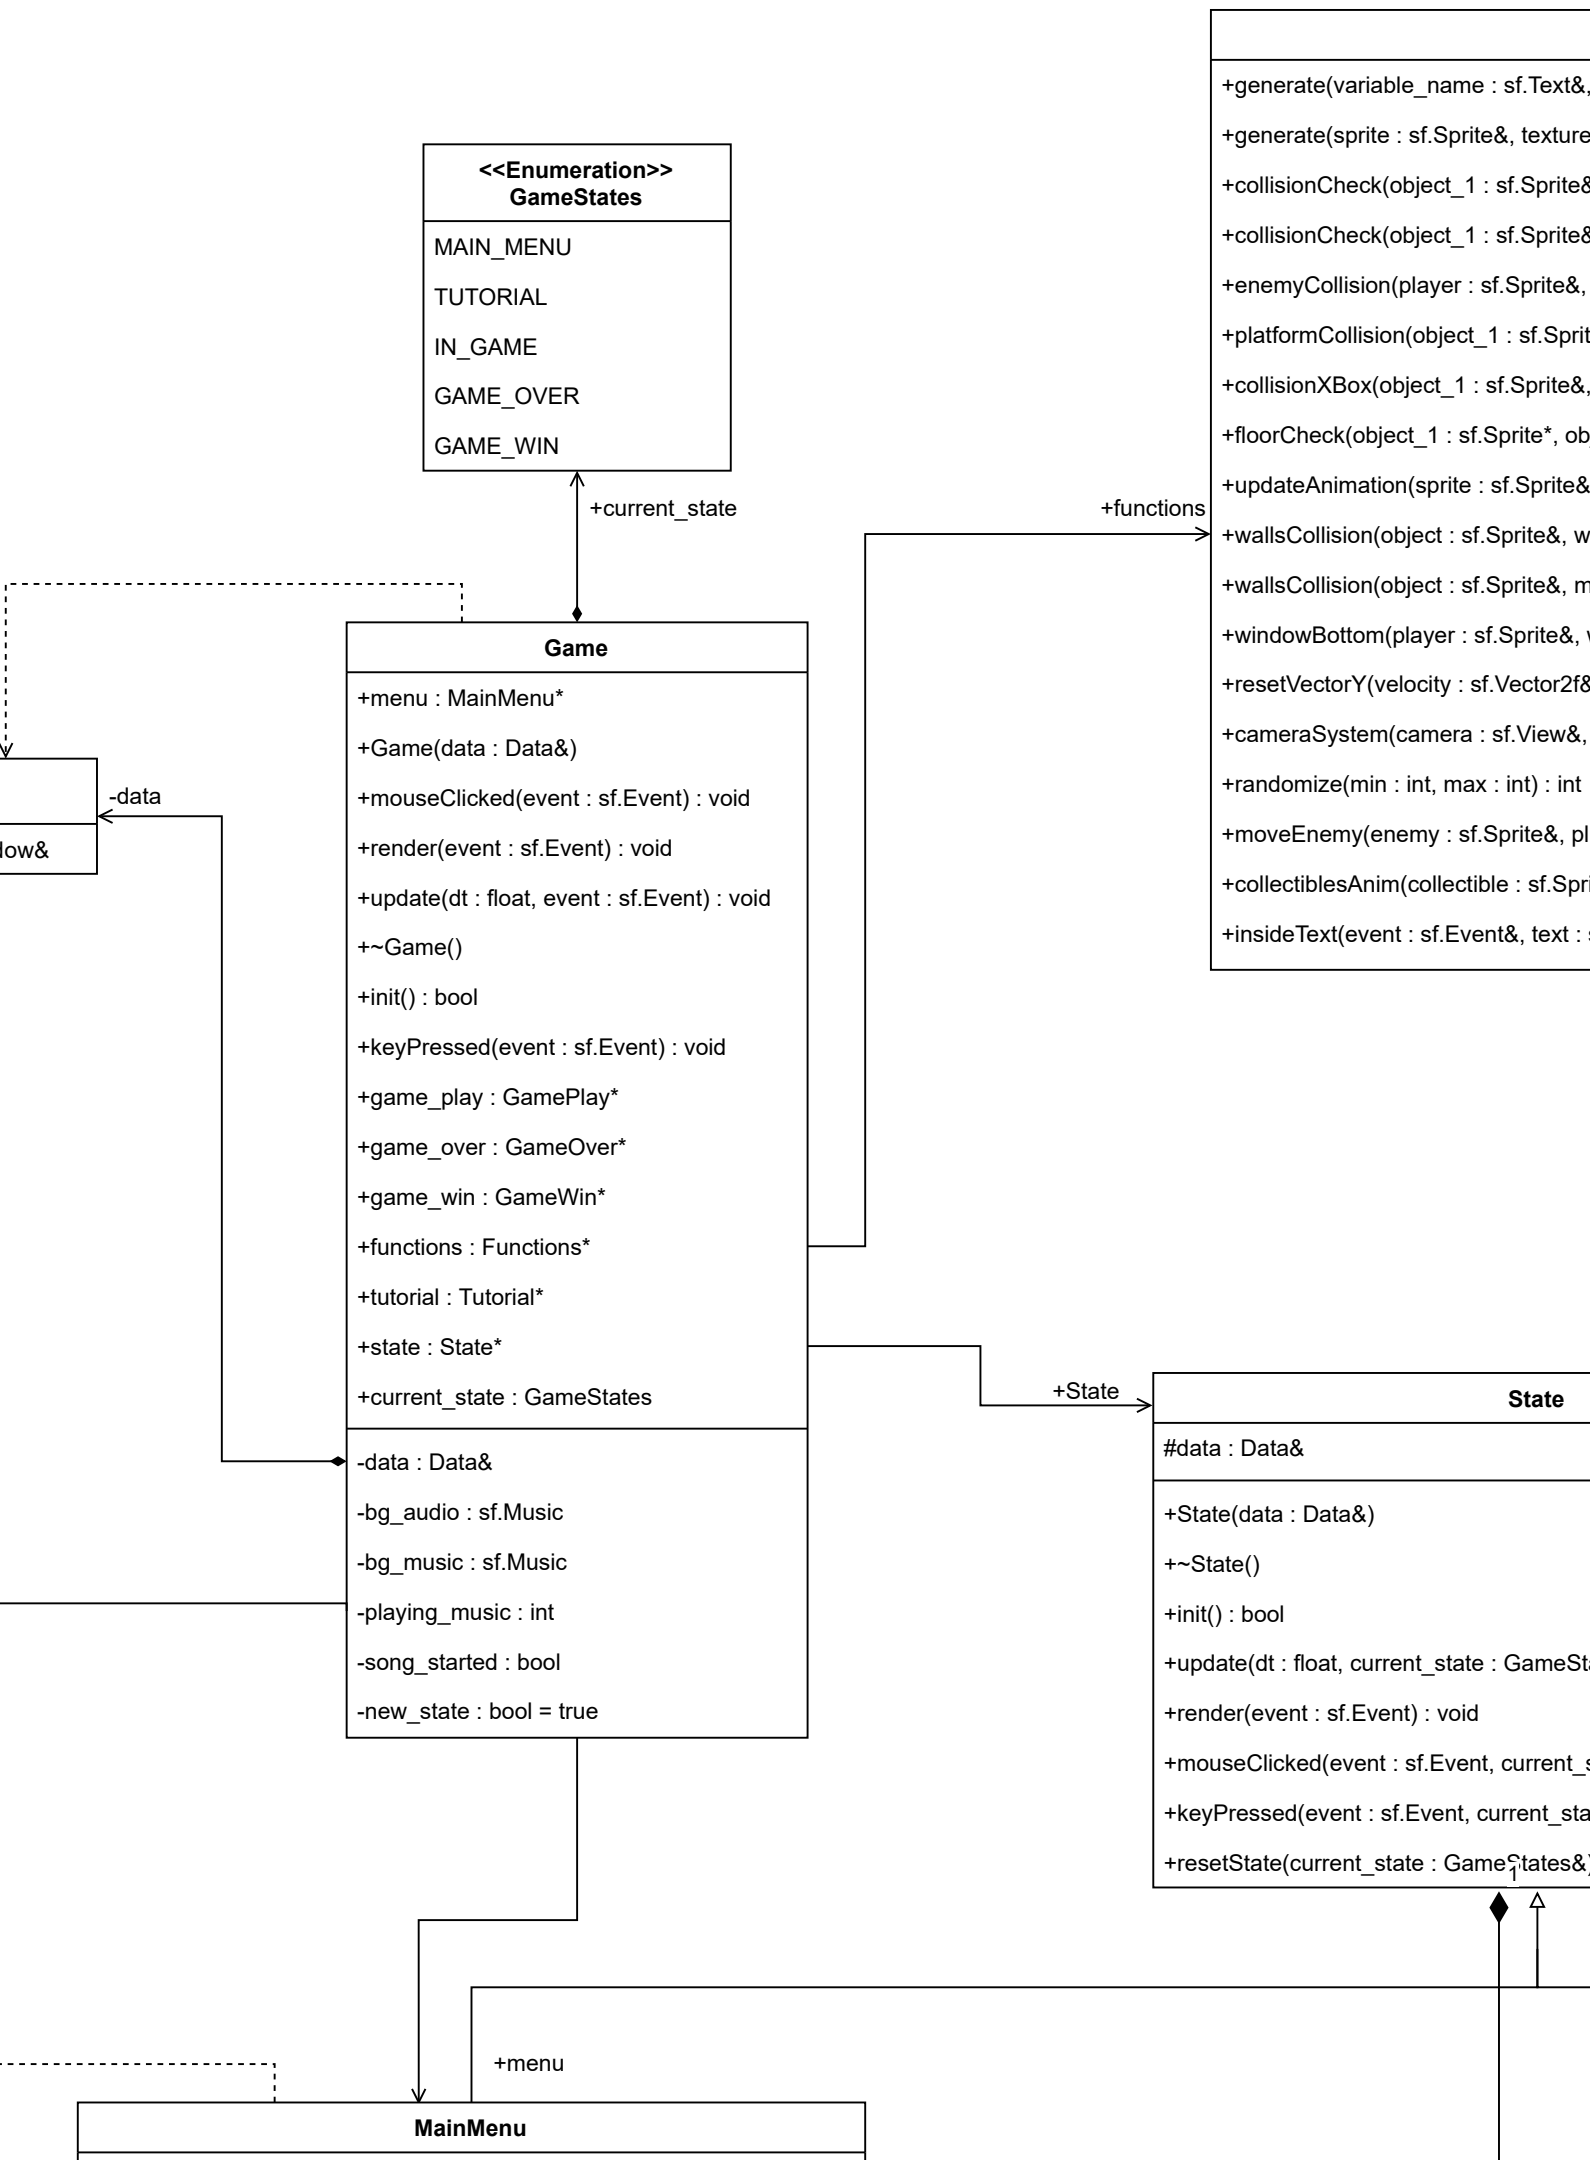 <<Enumeration>>
GameStates
MAIN_MENU
TUTORIAL
IN_GAME
GAME_OVER
GAME_WIN
+current_state
+functions
+generate(variable_name : sf.Text&,
+generate(sprite : sf.Sprite&, texture
+collisionCheck(object_1 : sf.Sprite&
+collisionCheck(object_1 : sf.Sprite&
+enemyCollision(player : sf.Sprite&,
+platformCollision(object_1 : sf.Sprit
+collisionXBox(object_1 : sf.Sprite&,
+floorCheck(object_1 : sf.Sprite*, ob
+updateAnimation(sprite : sf.Sprite&
+wallsCollision(object : sf.Sprite&, w
+wallsCollision(object : sf.Sprite&, m
+windowBottom(player : sf.Sprite&, w
+resetVectorY(velocity : sf.Vector2f&
+cameraSystem(camera : sf.View&,
+randomize(min : int, max : int) : int
+moveEnemy(enemy : sf.Sprite&, pl
+collectiblesAnim(collectible : sf.Spri
+insideText(event : sf.Event&, text : s
-data
dow&
Game
+menu : MainMenu*
+Game(data : Data&)
+mouseClicked(event : sf.Event) : void
+render(event : sf.Event) : void
+update(dt : float, event : sf.Event) : void
+~Game()
+init() : bool
+keyPressed(event : sf.Event) : void
+game_play : GamePlay*
+game_over : GameOver*
+game_win : GameWin*
+functions : Functions*
+tutorial : Tutorial*
+state : State*
+current_state : GameStates
-data : Data&
-bg_audio : sf.Music
-bg_music : sf.Music
-playing_music : int
-song_started : bool
-new_state : bool = true
+State
State
#data : Data&
+State(data : Data&)
+~State()
+init() : bool
+update(dt : float, current_state : GameSta
+render(event : sf.Event) : void
+mouseClicked(event : sf.Event, current_s
+keyPressed(event : sf.Event, current_sta
+resetState(current_state : GameStates&)
1
+menu
MainMenu